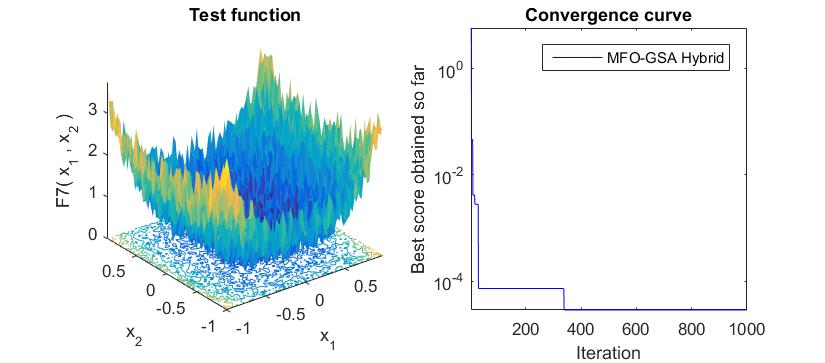 Test function
F7( x1 , x2 )
3
2
1
0
0.5
0
-0.5
-1
x2
-1
-0.5
0
0.5
x1
Convergence curve
MFO-GSA Hybrid
Best score obtained so far
10^0
10^-2
10^-4
200
400
600
800
1000
Iteration